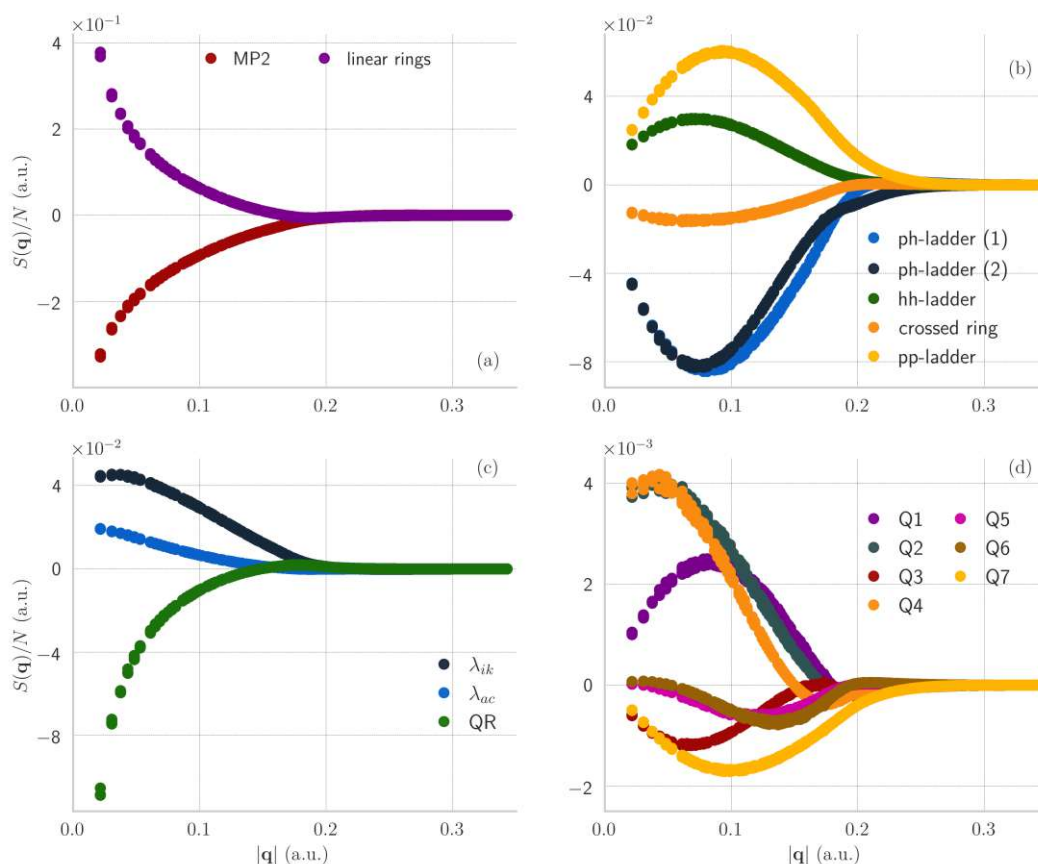 ×10⁻¹
4
2
0
−2
S(q)/N (a.u.)
MP2
linear rings
(a)
0.0 0.1 0.2 0.3
×10⁻²
4
0
−4
−8
(b)
ph-ladder (1)
ph-ladder (2)
hh-ladder
crossed ring
pp-ladder
0.0 0.1 0.2 0.3
×10⁻²
4
0
−4
−8
S(q)/N (a.u.)
(c)
λᵢₖ
λ_{ac}
QR
0.0 0.1 0.2 0.3
|q| (a.u.)
×10⁻³
4
2
0
−2
(d)
Q1 Q5
Q2 Q6
Q3 Q7
Q4
0.0 0.1 0.2 0.3
|q| (a.u.)